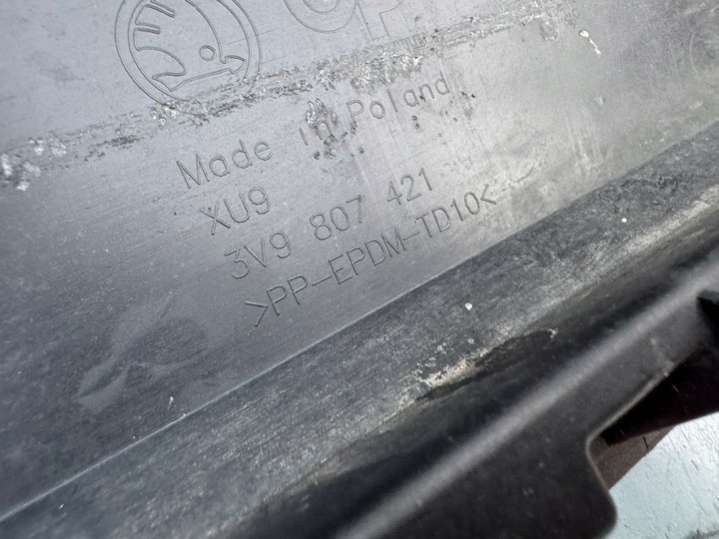 Made in Poland
XU9
3V9 807 421
>PP-EPDM-TD10<